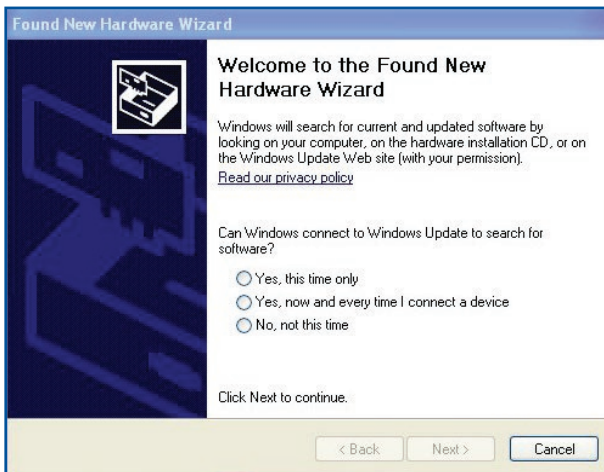 Found New Hardware Wizard
Welcome to the Found New
Hardware Wizard
Windows will search for current and updated software by
looking on your computer, on the hardware installation CD, or on
the Windows Update Web site (with your permission).
Read our privacy policy
Can Windows connect to Windows Update to search for
software?
Yes, this time only
Yes, now and every time I connect a device
No, not this time
Click Next to continue.
< Back
Next >
Cancel